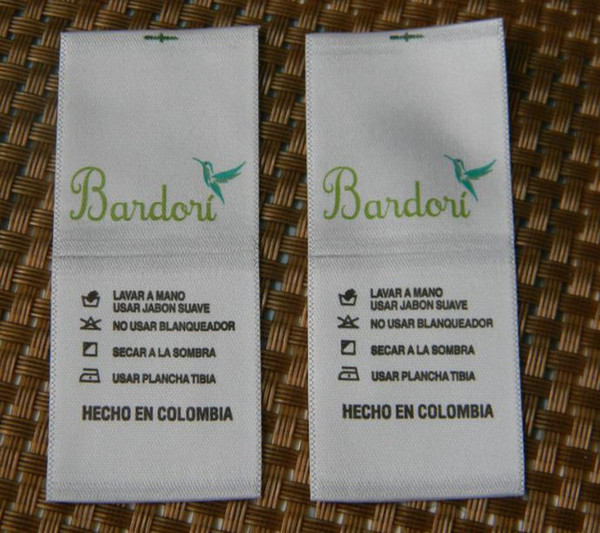 Bardorí
LAVAR A MANO
USAR JABON SUAVE
NO USAR BLANQUEADOR
SECAR A LA SOMBRA
USAR PLANCHA TIBIA
HECHO EN COLOMBIA
Bardorí
LAVAR A MANO
USAR JABON SUAVE
NO USAR BLANQUEADOR
SECAR A LA SOMBRA
USAR PLANCHA TIBIA
HECHO EN COLOMBIA